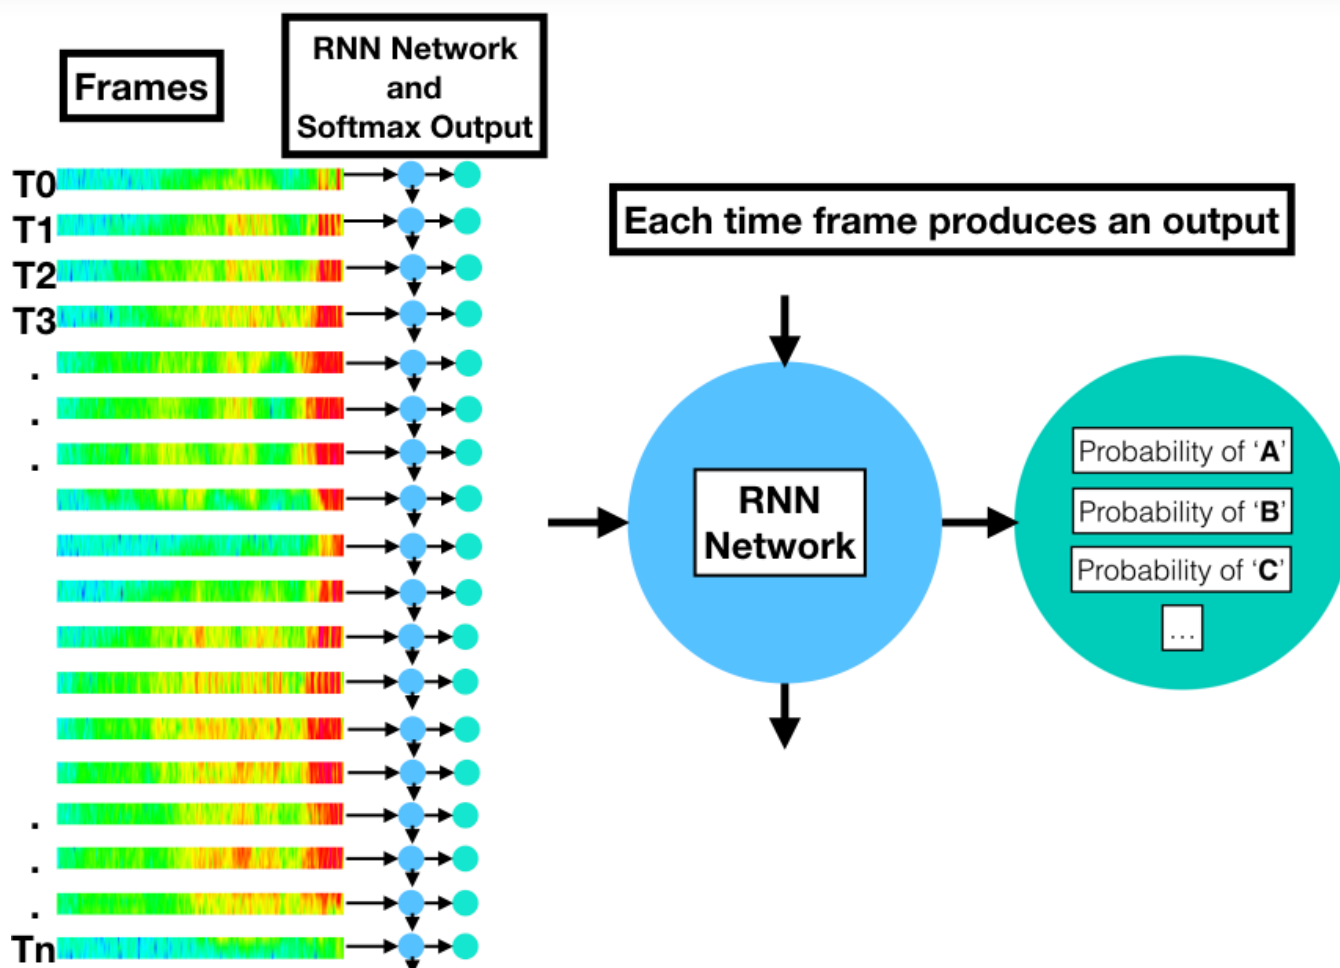 Frames
RNN Network
and
Softmax Output
T0
T1
T2
T3
.
.
.
.
.
.
Tn
Each time frame produces an output
RNN
Network
Probability of ‘A’
Probability of ‘B’
Probability of ‘C’
...